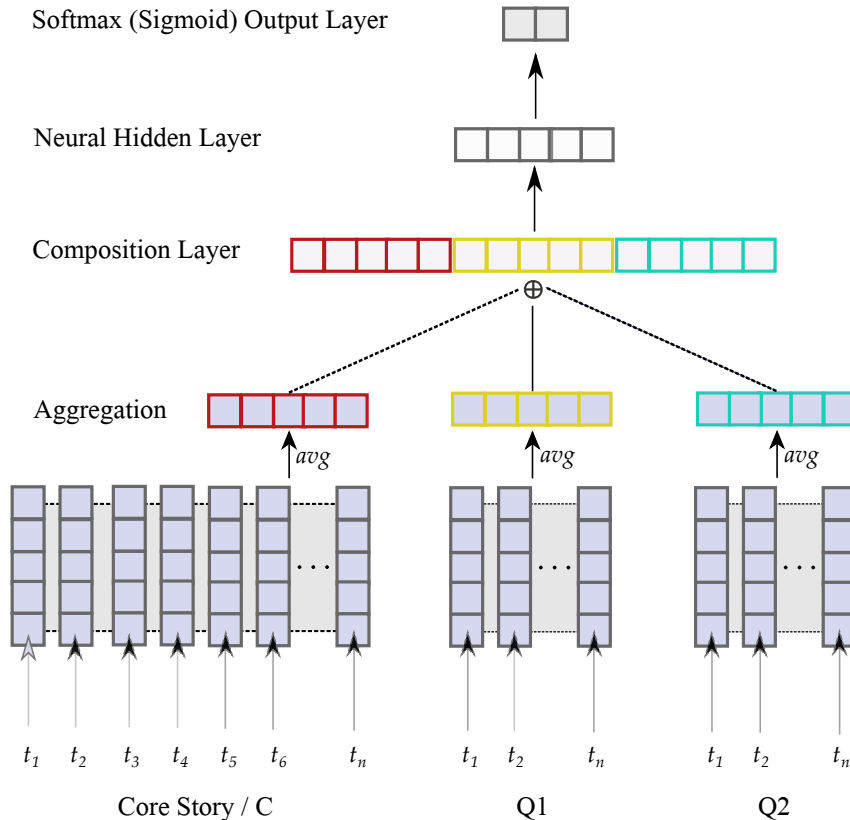 Softmax (Sigmoid) Output Layer
Neural Hidden Layer
Composition Layer
⊕
Aggregation
avg avg avg
... ... ...
t1 t2 t3 t4 t5 t6 tn t1 t2 tn t1 t2 tn
Core Story / C Q1 Q2